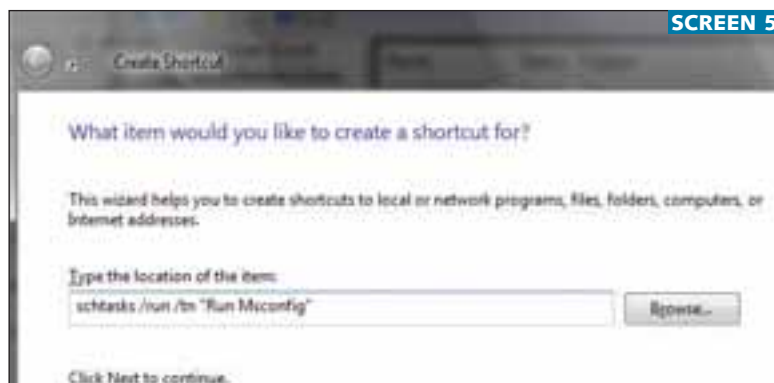 SCREEN 5
Create Shortcut
What item would you like to create a shortcut for?
This wizard helps you to create shortcuts to local or network programs, files, folders, computers, or
Internet addresses.
Type the location of the item:
schtasks /run /tn "Run Msconfig"
Browse...
Click Next to continue.